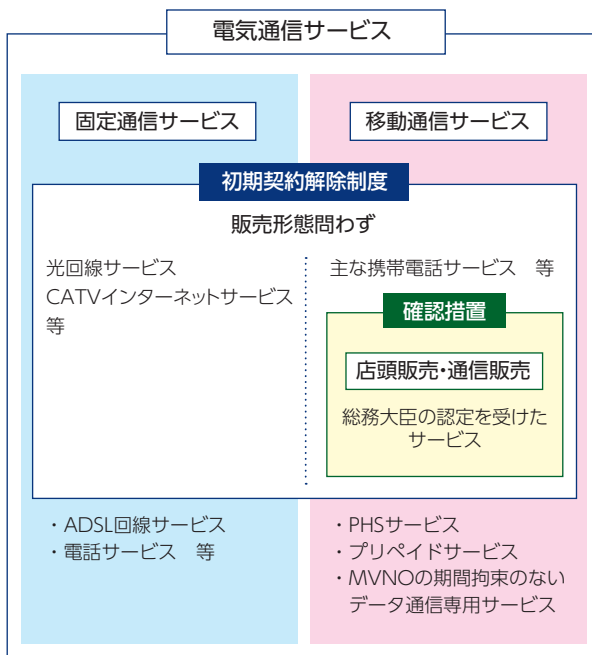 電気通信サービス
固定通信サービス
移動通信サービス
初期契約解除制度
販売形態問わず
光回線サービス
CATVインターネットサービス
等
主な携帯電話サービス　等
確認措置
店頭販売・通信販売
総務大臣の認定を受けた
サービス
・ADSL回線サービス
・電話サービス　等
・PHSサービス
・プリペイドサービス
・MVNOの期間拘束のない
データ通信専用サービス